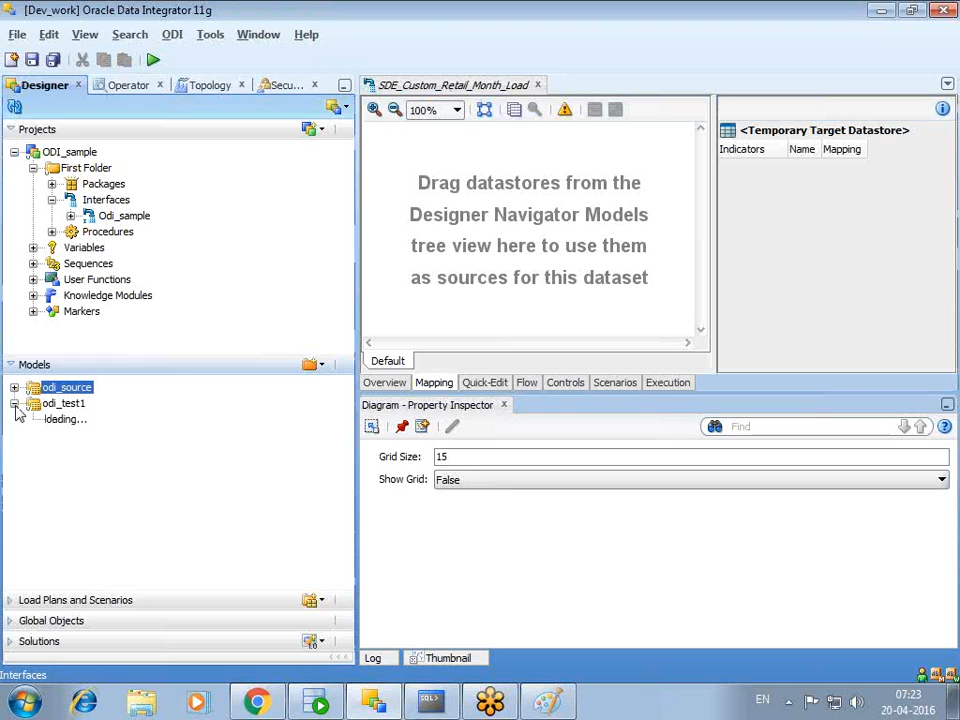 [Dev_work] Oracle Data Integrator 11g
File Edit View Search ODI Tools Window Help
Designer Operator Topology Secu...
SDE_Custom_Retail_Month_Load
100%
<Temporary Target Datastore>
Indicators Name Mapping
Projects
ODI_sample
First Folder
Packages
Interfaces
Odi_sample
Procedures
Variables
Sequences
User Functions
Knowledge Modules
Markers
Drag datastores from the
Designer Navigator Models
tree view here to use them
as sources for this dataset
Default
Overview Mapping Quick-Edit Flow Controls Scenarios Execution
Models
odi_source
odi_test1
loading...
Diagram - Property Inspector
Find
Grid Size: 15
Show Grid: False
Load Plans and Scenarios
Global Objects
Solutions
Log Thumbnail
Interfaces
EN
07:23
20-04-2016